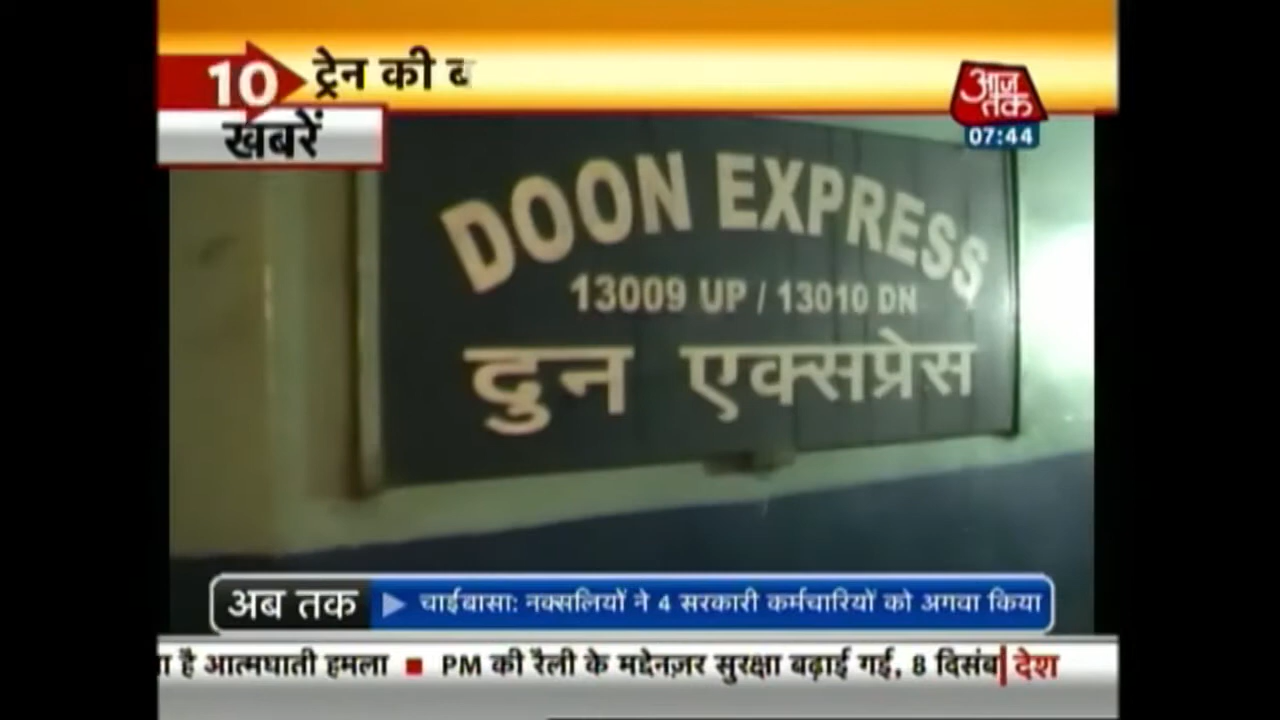 10 ट्रेन की ब
खबरें
आज
तक
07:44
DOON EXPRESS
13009 UP / 13010 DN
दुन एक्सप्रेस
अब तक चाईबासा: नक्सलियों ने 4 सरकारी कर्मचारियों को अगवा किया
है आत्मघाती हमला ■ PM की रैली के मद्देनज़र सुरक्षा बढ़ाई गई, 8 दिसंब देश